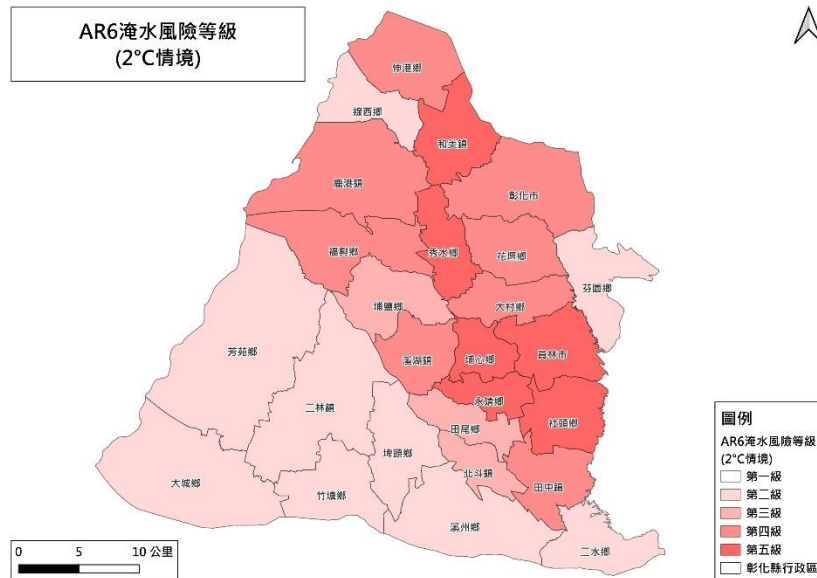 AR6淹水風險等級
(2°C情境)
伸港鄉
線西鄉
和美鎮
鹿港鎮
彰化市
福興鄉
秀水鄉
花壇鄉
芬園鄉
埔鹽鄉
大村鄉
芳苑鄉
溪湖鎮
埔心鄉
員林市
二林鎮
永靖鄉
社頭鄉
田尾鄉
埤頭鄉
北斗鎮
田中鎮
大城鄉
竹塘鄉
溪州鄉
二水鄉
0 5 10 公里
圖例
AR6淹水風險等級
(2°C情境)
第一級
第二級
第三級
第四級
第五級
彰化縣行政區